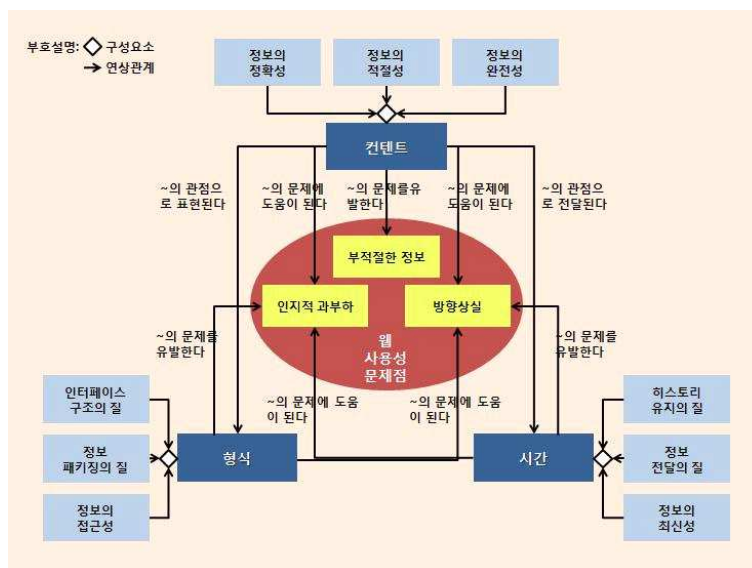 부호설명: 구성요소
연상관계
정보의
정확성
정보의
적절성
정보의
완전성
컨텐트
~의 관점으
로 표현된다
~의 문제에
도움이 된다
~의 문제를유
발한다
~의 문제에
도움이 된다
~의 관점으
로 전달된다
부적절한 정보
인지적 과부하
방향상실
웹
사용성
문제점
~의 문제를
유발한다
~의 문제를
유발한다
~의 문제에 도움
이 된다
~의 문제에 도움
이 된다
인터페이스
구조의 질
정보
패키징의 질
정보의
접근성
형식
시간
히스토리
유지의 질
정보
전달의 질
정보의
최신성